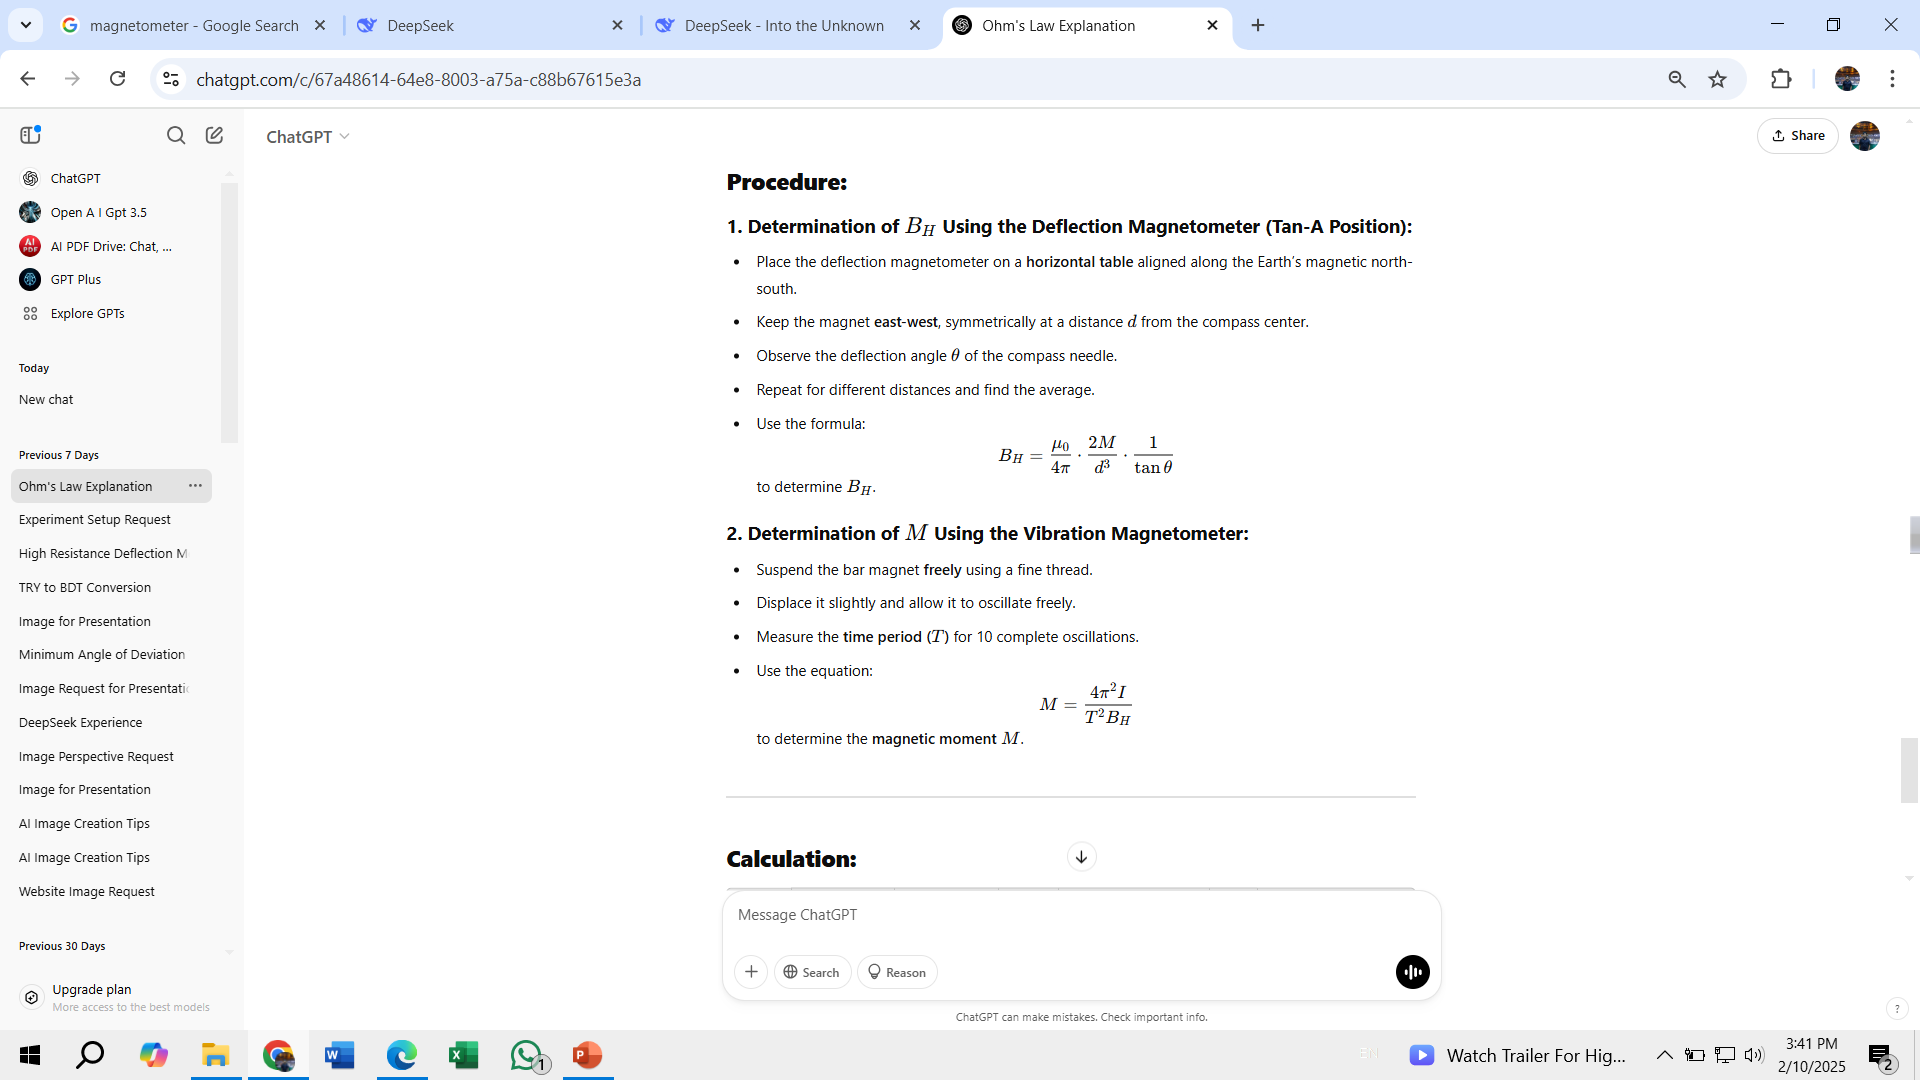 magnetometer - Google Search
DeepSeek
DeepSeek - Into the Unknown
Ohm's Law Explanation
chatgpt.com/c/67a48614-64e8-8003-a75a-c88b67615e3a
ChatGPT
Share
ChatGPT
Open A I Gpt 3.5
AI PDF Drive: Chat, ...
GPT Plus
Explore GPTs
Today
New chat
Previous 7 Days
Ohm's Law Explanation
Experiment Setup Request
High Resistance Deflection M
TRY to BDT Conversion
Image for Presentation
Minimum Angle of Deviation
Image Request for Presentatio
DeepSeek Experience
Image Perspective Request
Image for Presentation
AI Image Creation Tips
AI Image Creation Tips
Website Image Request
Previous 30 Days
Upgrade plan
More access to the best models
Procedure:
1. Determination of B_H Using the Deflection Magnetometer (Tan-A Position):
• Place the deflection magnetometer on a horizontal table aligned along the Earth’s magnetic north-
south.
• Keep the magnet east-west, symmetrically at a distance d from the compass center.
• Observe the deflection angle θ of the compass needle.
• Repeat for different distances and find the average.
• Use the formula:
B_H = μ₀/4π · 2M/d³ · 1/tan θ
to determine B_H.
2. Determination of M Using the Vibration Magnetometer:
• Suspend the bar magnet freely using a fine thread.
• Displace it slightly and allow it to oscillate freely.
• Measure the time period (T) for 10 complete oscillations.
• Use the equation:
M = 4π²I/T²B_H
to determine the magnetic moment M.
Calculation:
Message ChatGPT
Search
Reason
ChatGPT can make mistakes. Check important info.
?
1
EN
Watch Trailer For Hig...
3:41 PM
2/10/2025
2